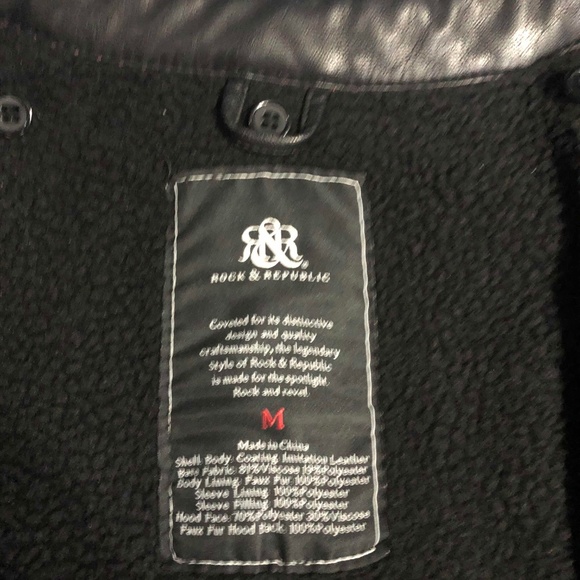 R&R
ROCK & REPUBLIC
Coveted for its distinctive
design and quality
craftsmanship, the legendary
style of Rock & Republic
is made for the spotlight.
Rock and revel.
M
Made in China
Shell: Body: Coating: Imitation Leather
Base Fabric: 81%Viscose 19%Polyester
Body Lining: Faux Fur: 100%Polyester
Sleeve Lining: 100%Polyester
Sleeve Filling: 100%Polyester
Hood Face: 70%Polyester 30%Viscose
Faux Fur Hood Back: 100%Polyester